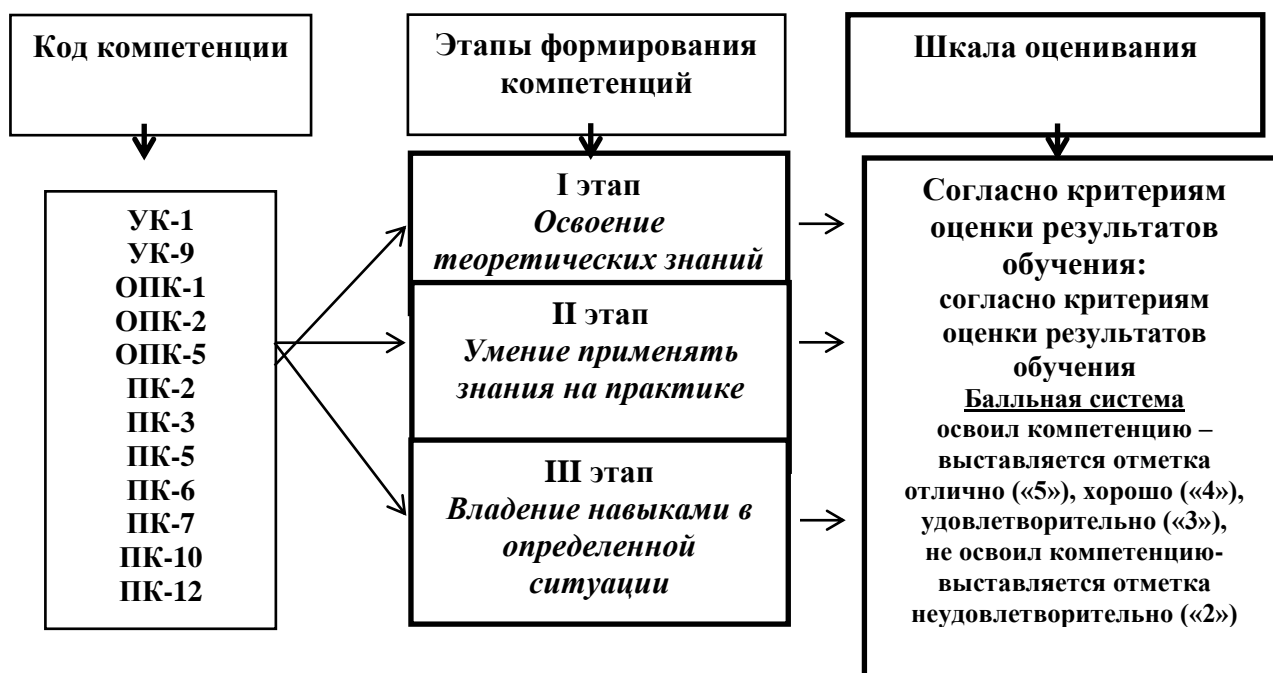 Код компетенции
Этапы формирования
компетенций
Шкала оценивания
УК-1
УК-9
ОПК-1
ОПК-2
ОПК-5
ПК-2
ПК-3
ПК-5
ПК-6
ПК-7
ПК-10
ПК-12
I этап
Освоение
теоретических знаний
II этап
Умение применять
знания на практике
III этап
Владение навыками в
определенной
ситуации
Согласно критериям
оценки результатов
обучения:
согласно критериям
оценки результатов
обучения
Балльная система
освоил компетенцию –
выставляется отметка
отлично («5»), хорошо («4»),
удовлетворительно («3»),
не освоил компетенцию-
выставляется отметка
неудовлетворительно («2»)